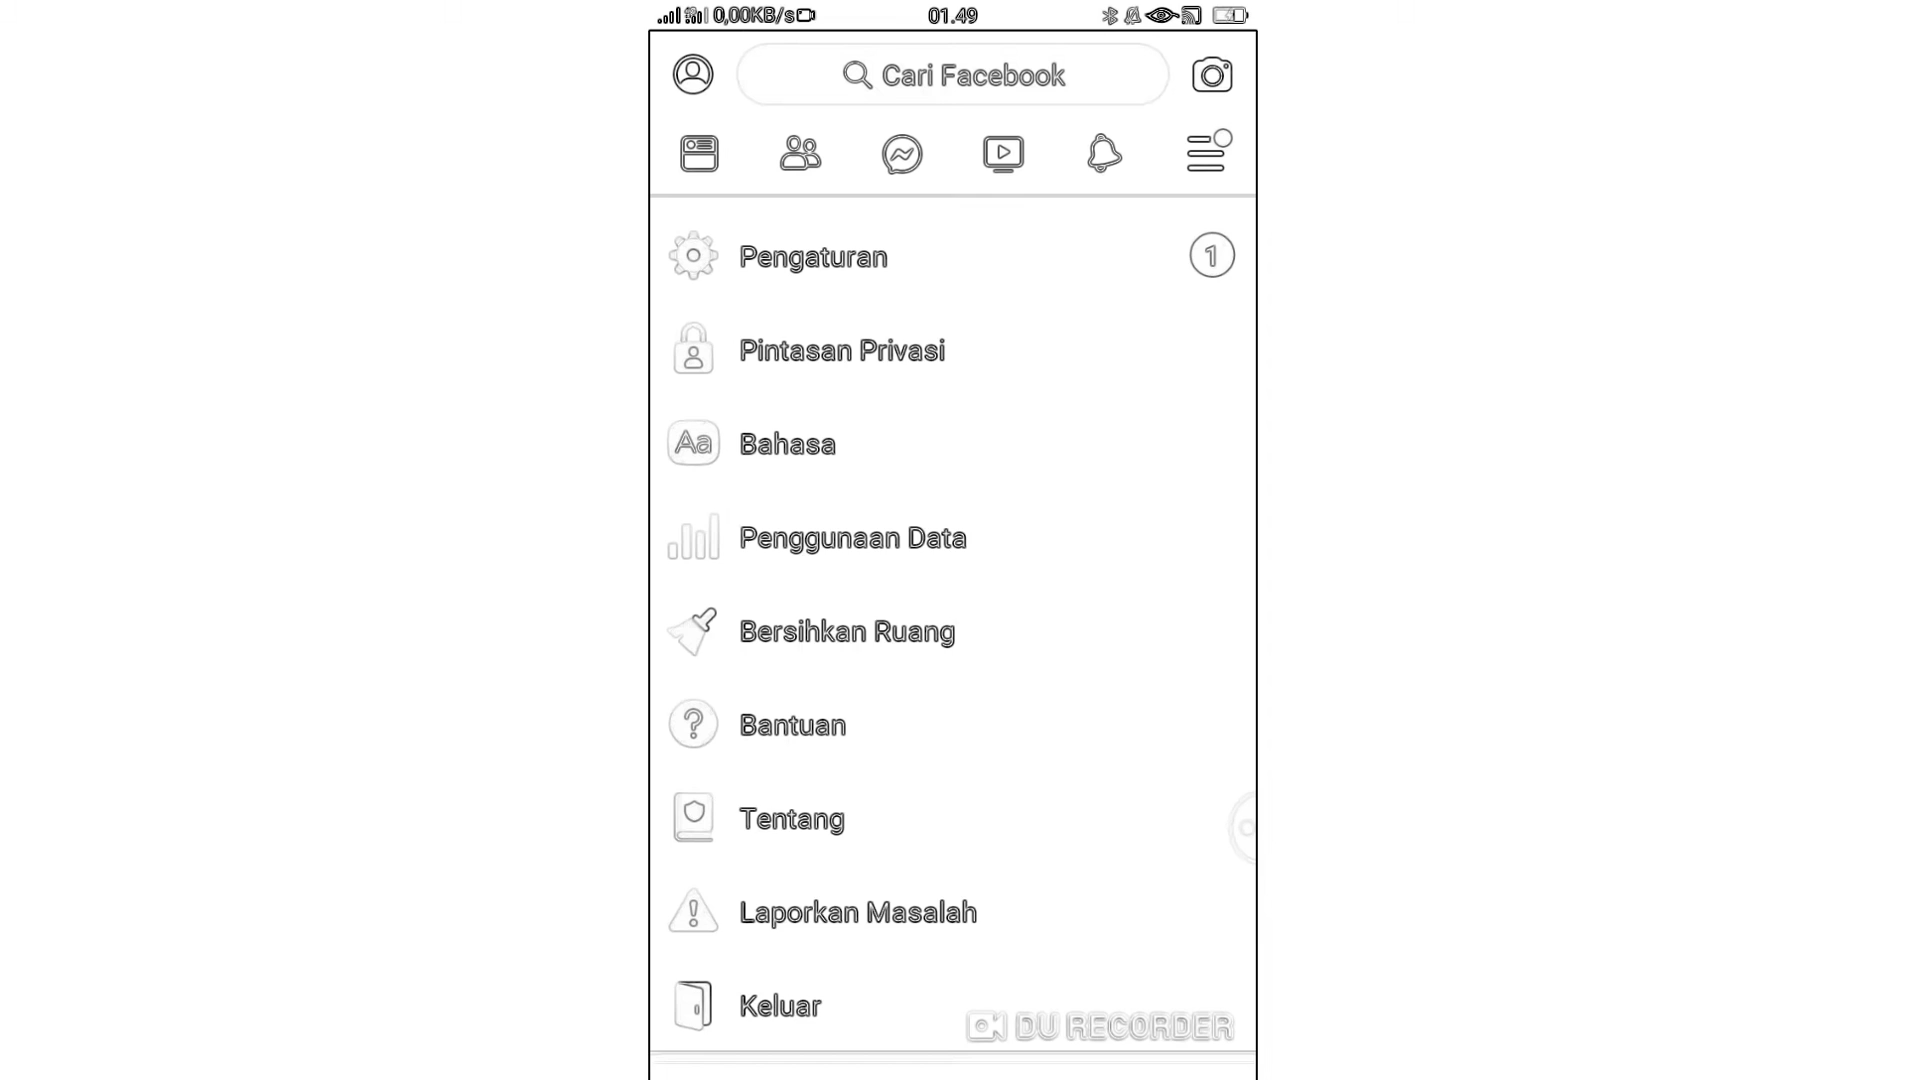 0,00KB/s 01.49
Cari Facebook
Pengaturan 1
Pintasan Privasi
Aa Bahasa
Penggunaan Data
Bersihkan Ruang
? Bantuan
Tentang
! Laporkan Masalah
Keluar
DU RECORDER